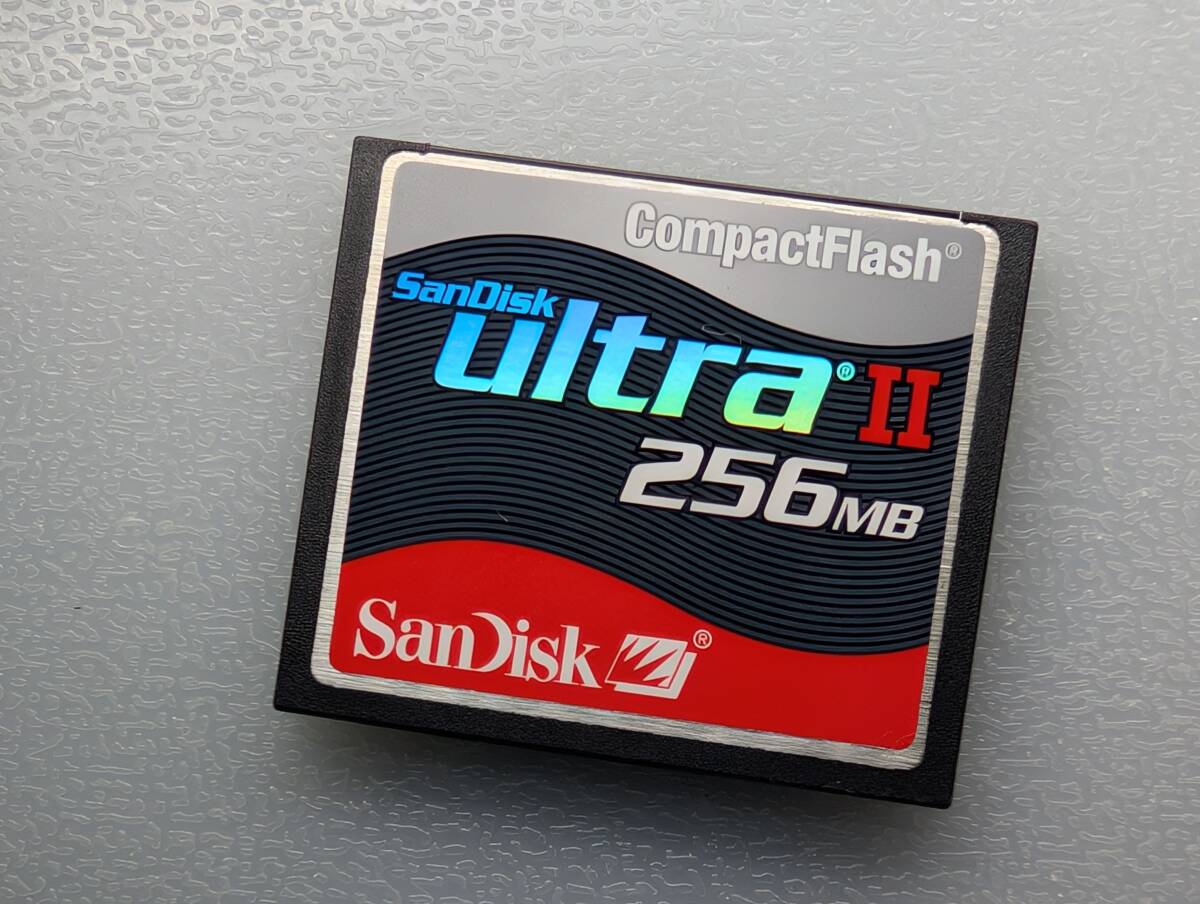 CompactFlash®
SanDisk
ultra® II
256MB
SanDisk®